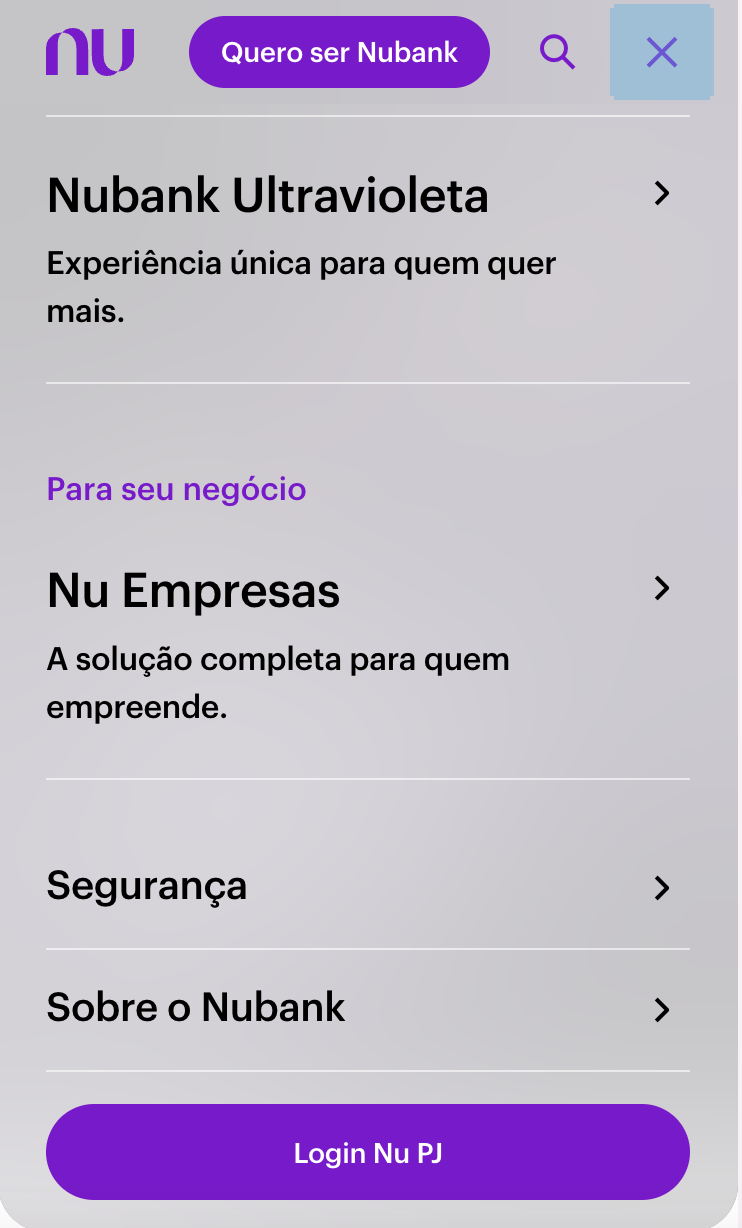 nu
Quero ser Nubank
Nubank Ultravioleta
Experiência única para quem quer
mais.
Para seu negócio
Nu Empresas
A solução completa para quem
empreende.
Segurança
Sobre o Nubank
Login Nu PJ